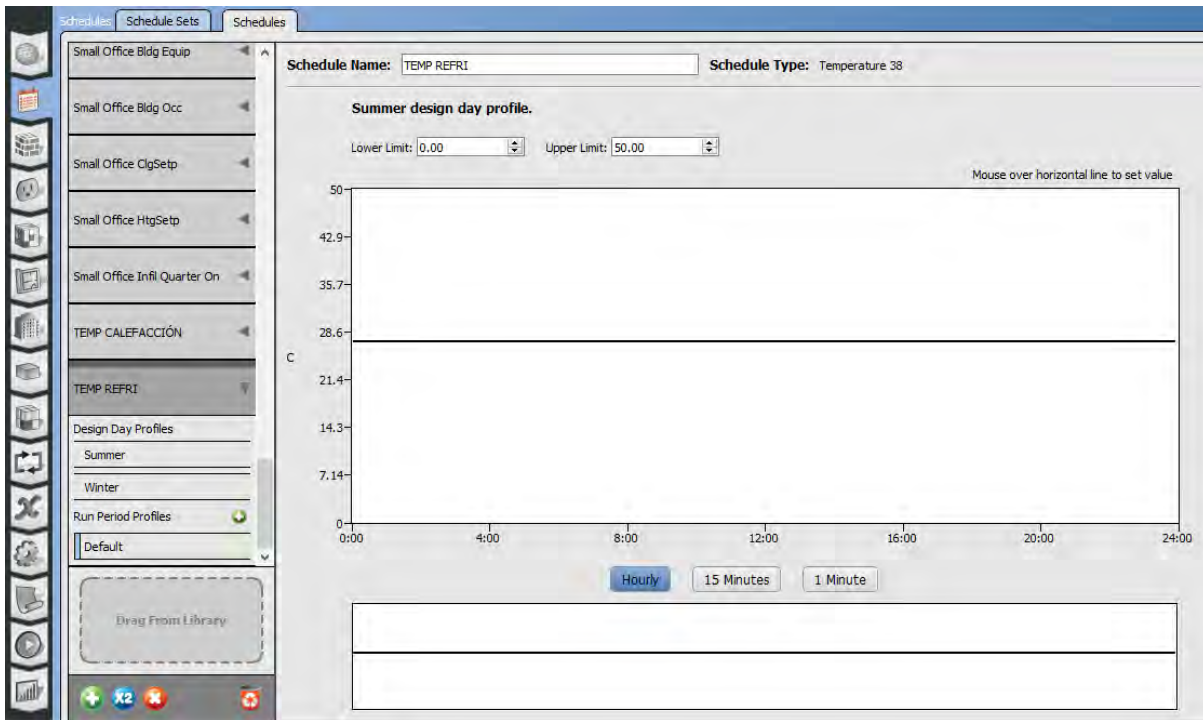 Schedules Schedule Sets Schedules
Small Office Bldg Equip
Small Office Bldg Occ
Small Office ClgSetp
Small Office HtgSetp
Small Office Infil Quarter On
TEMP CALEFACCIÓN
TEMP REFRI
Design Day Profiles
Summer
Winter
Run Period Profiles
Default
Drag From Library
X2
Schedule Name: TEMP REFRI Schedule Type: Temperature 38
Summer design day profile.
Lower Limit: 0.00 Upper Limit: 50.00
Mouse over horizontal line to set value
50
42.9
35.7
28.6
C
21.4
14.3
7.14
0
0:00 4:00 8:00 12:00 16:00 20:00 24:00
Hourly 15 Minutes 1 Minute